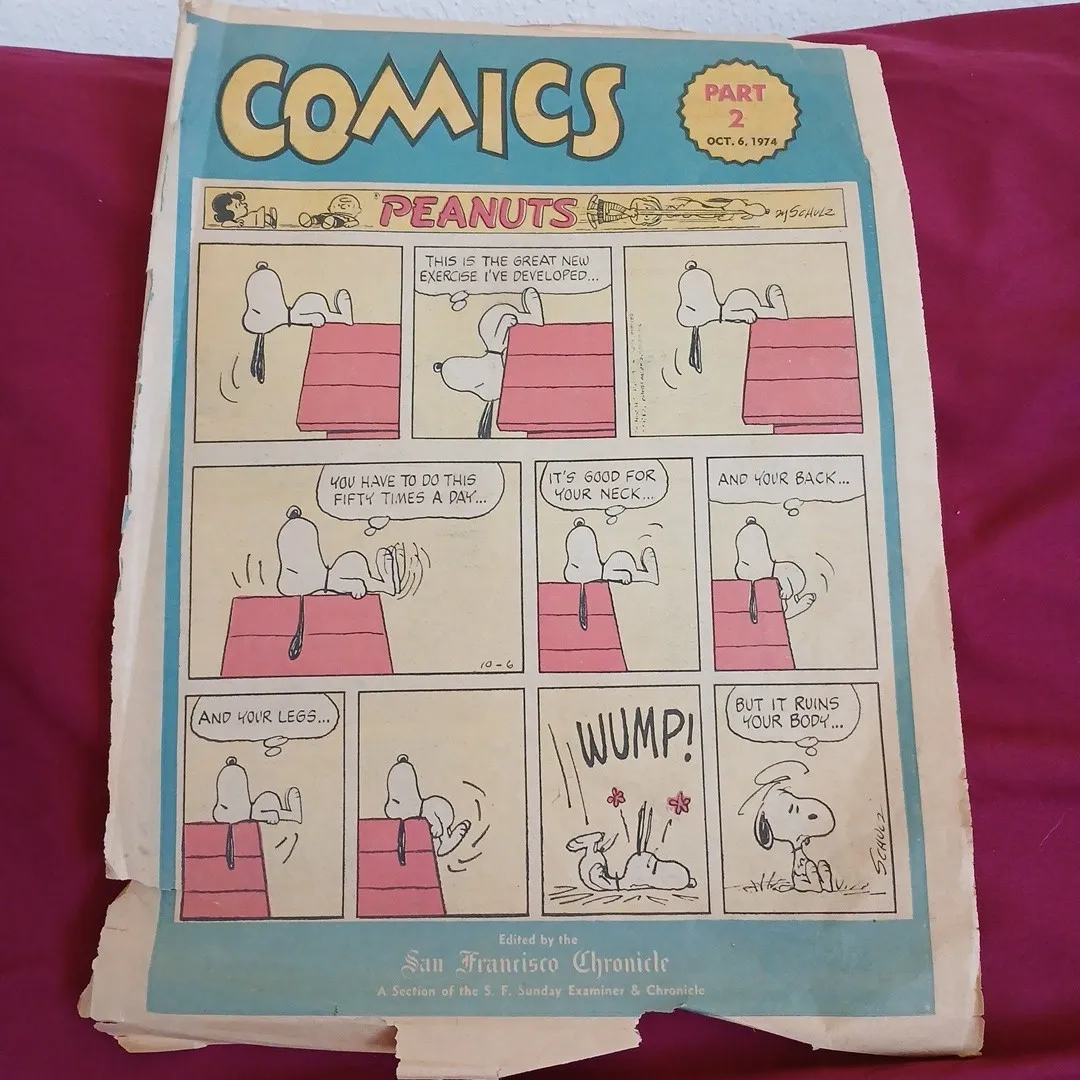 COMICS
PART
2
OCT. 6, 1974
PEANUTS
by SCHULZ
THIS IS THE GREAT NEW
EXERCISE I'VE DEVELOPED...
YOU HAVE TO DO THIS
FIFTY TIMES A DAY...
10-6
IT'S GOOD FOR
YOUR NECK...
AND YOUR BACK...
AND YOUR LEGS...
WUMP!
BUT IT RUINS
YOUR BODY...
SCHULZ
Edited by the
San Francisco Chronicle
A Section of the S. F. Sunday Examiner & Chronicle